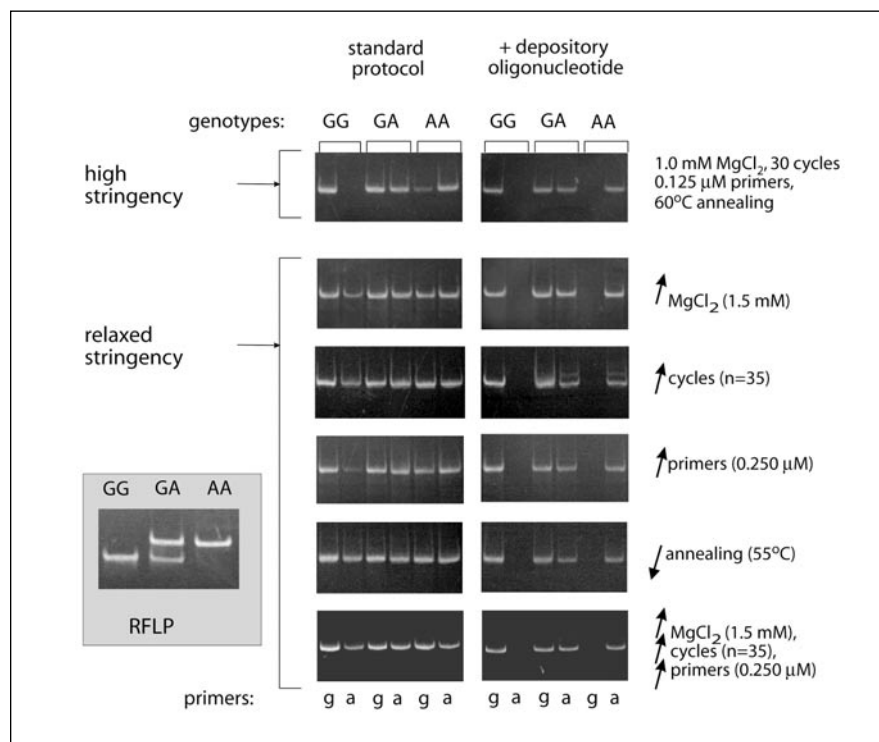 standard
protocol
+ depository
oligonucleotide
genotypes:
GG GA AA
GG GA AA
high
stringency
1.0 mM MgCl₂, 30 cycles
0.125 µM primers,
60ºC annealing
relaxed
stringency
MgCl₂ (1.5 mM)
cycles (n=35)
primers (0.250 µM)
annealing (55ºC)
MgCl₂ (1.5 mM),
cycles (n=35),
primers (0.250 µM)
GG GA AA
RFLP
primers:
g a g a g a
g a g a g a